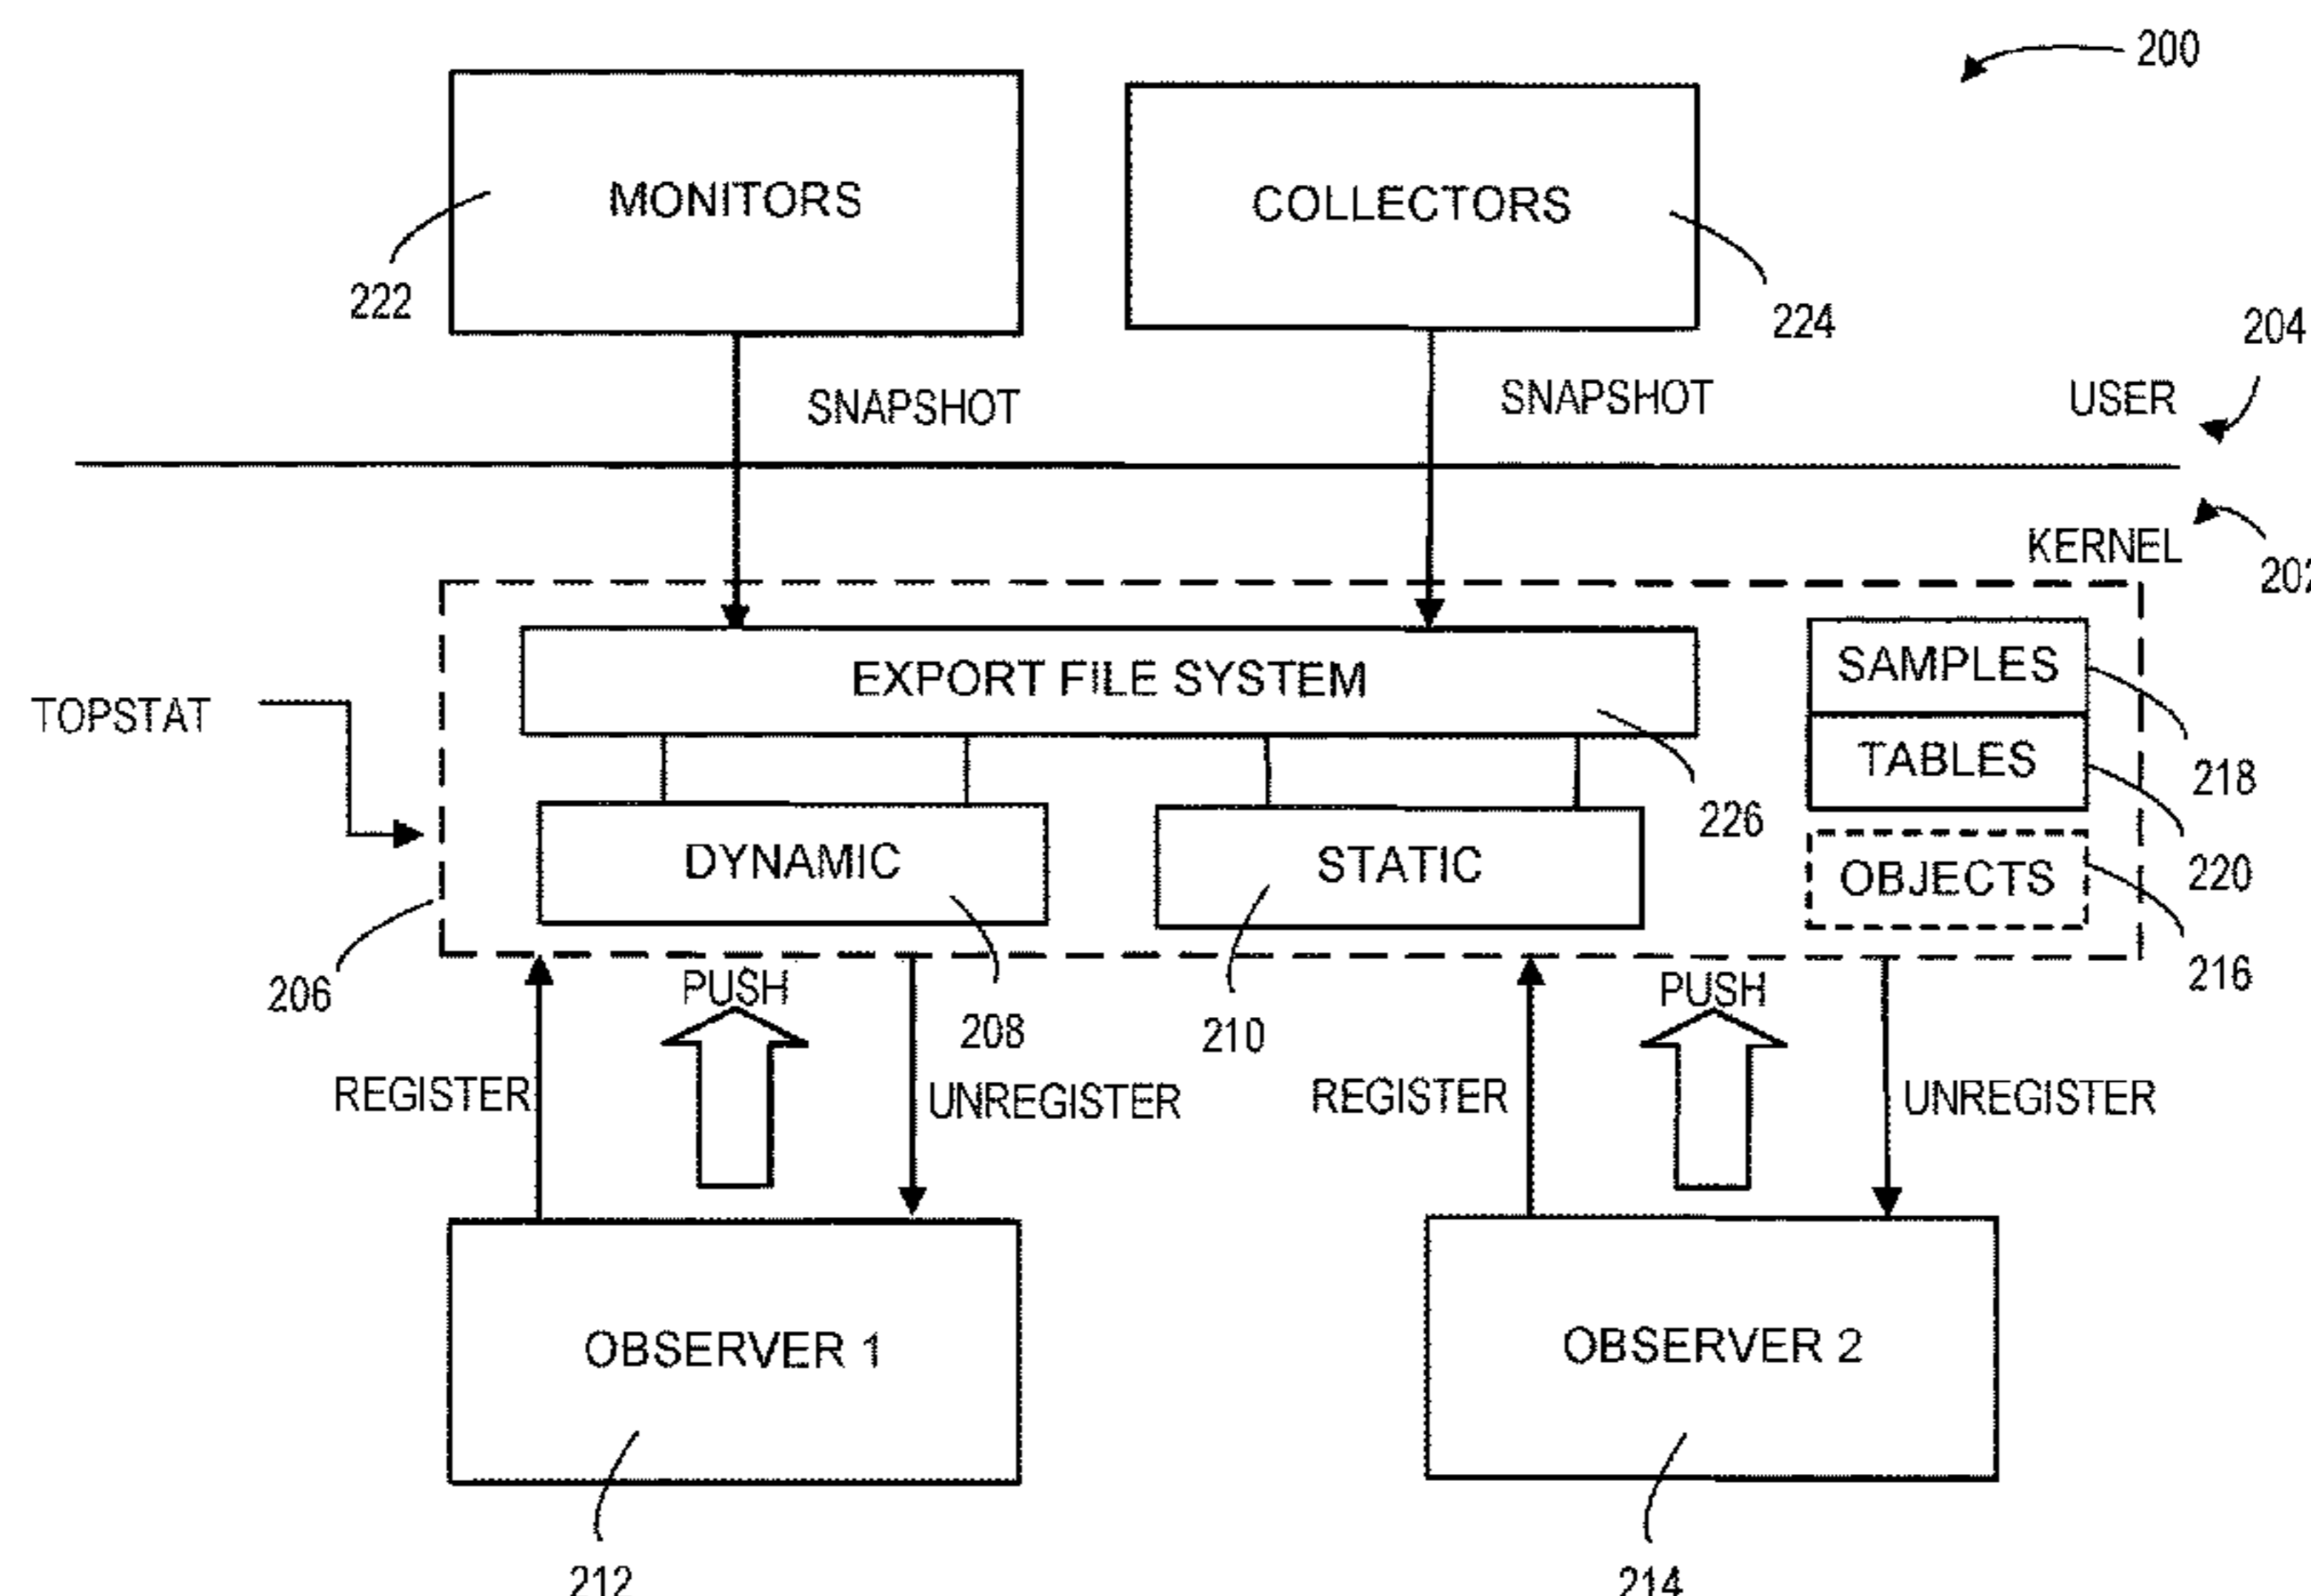 200
MONITORS
COLLECTORS
222
224
204
SNAPSHOT
SNAPSHOT
USER
KERNEL
202
EXPORT FILE SYSTEM
SAMPLES
TOPSTAT
TABLES
218
226
DYNAMIC
STATIC
OBJECTS
220
206
PUSH
208
210
PUSH
216
REGISTER
UNREGISTER
REGISTER
UNREGISTER
OBSERVER 1
OBSERVER 2
212
214